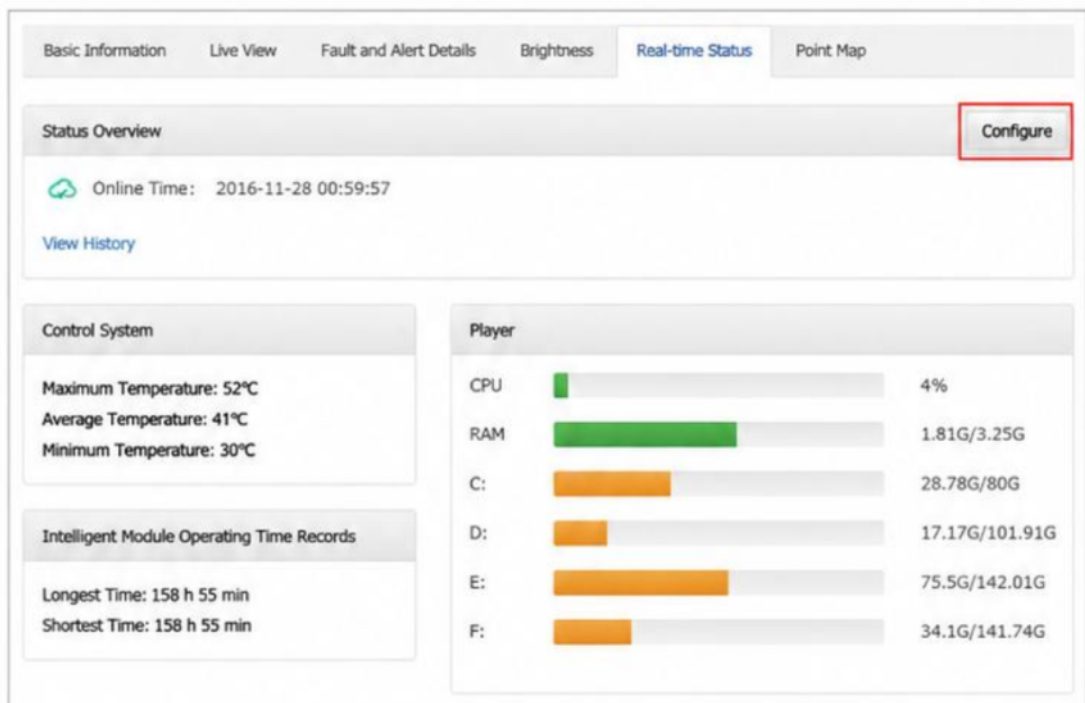 Basic Information Live View Fault and Alert Details Brightness Real-time Status Point Map
Status Overview Configure
Online Time: 2016-11-28 00:59:57
View History
Control System
Maximum Temperature: 52℃
Average Temperature: 41℃
Minimum Temperature: 30℃
Intelligent Module Operating Time Records
Longest Time: 158 h 55 min
Shortest Time: 158 h 55 min
Player
CPU 4%
RAM 1.81G/3.25G
C: 28.78G/80G
D: 17.17G/101.91G
E: 75.5G/142.01G
F: 34.1G/141.74G